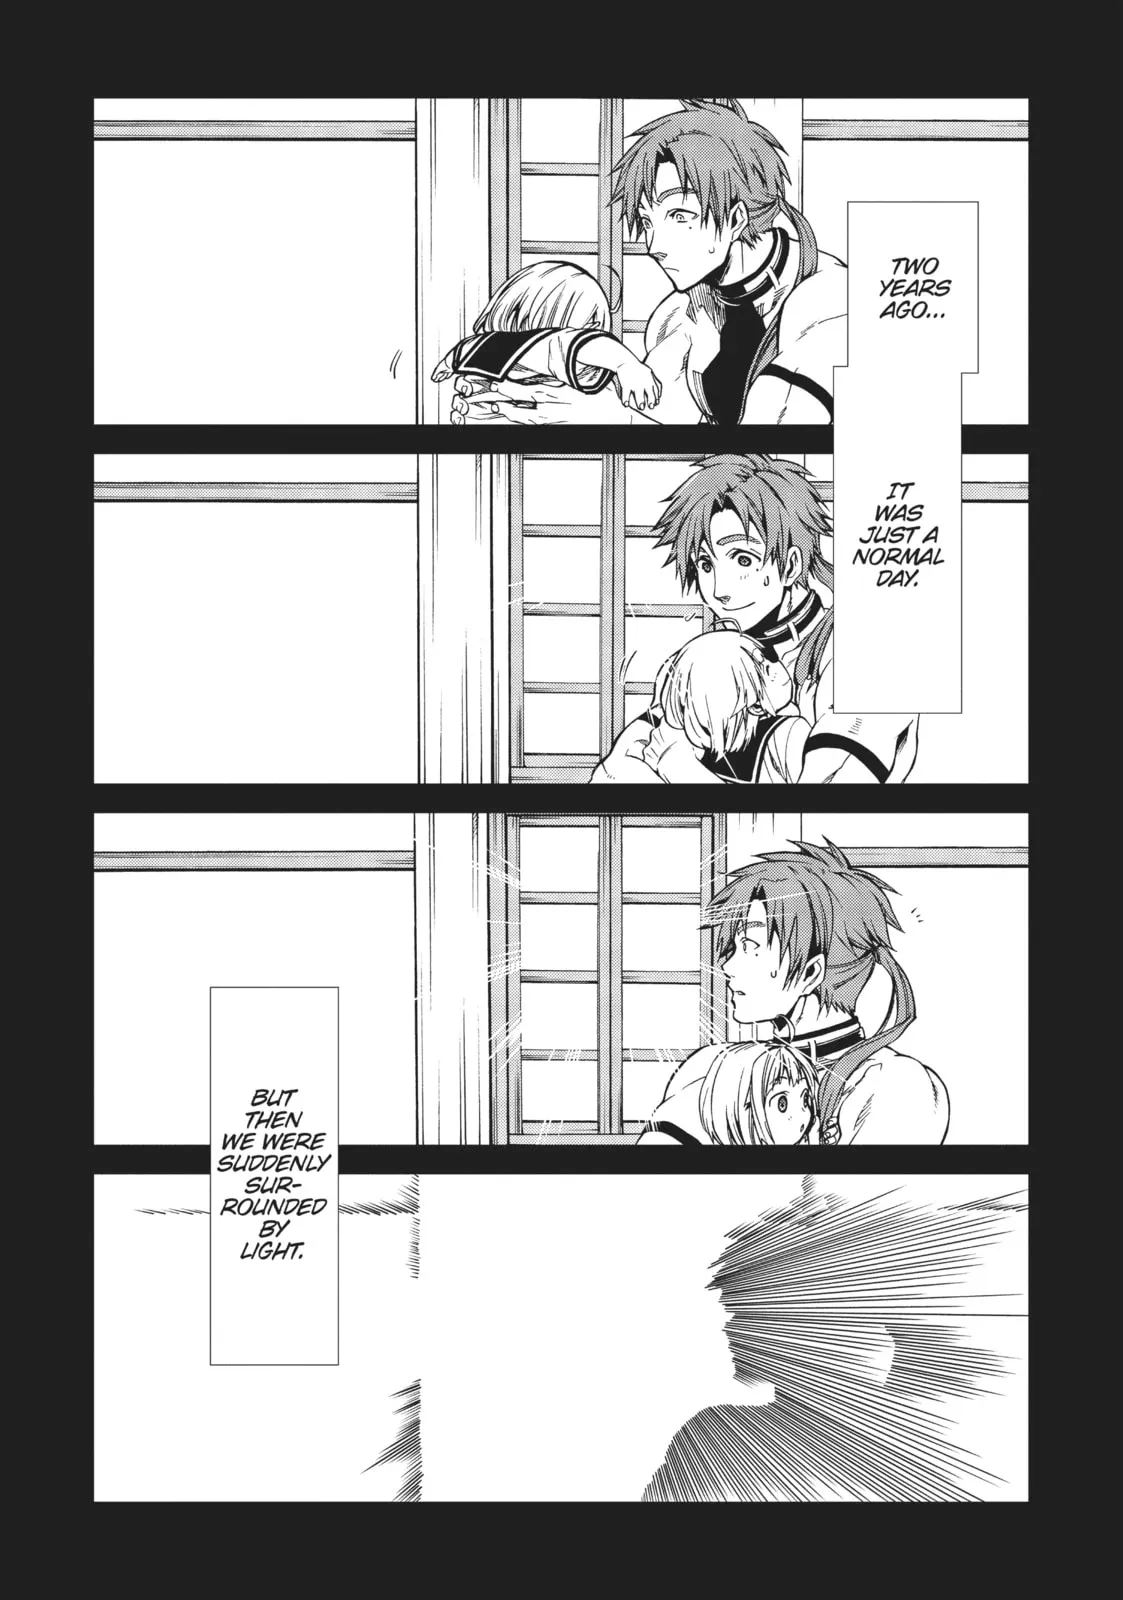 TWO
YEARS
AGO...
IT
WAS
JUST A
NORMAL
DAY.
BUT
THEN
WE WERE
SUDDENLY
SUR-
ROUNDED
BY
LIGHT.